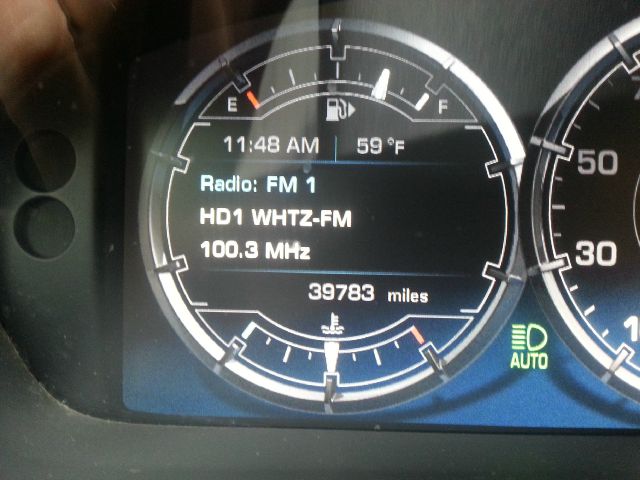 E F
11:48 AM 59 °F
Radio: FM 1
HD1 WHTZ-FM
100.3 MHz
39783 miles
50
30
AUTO